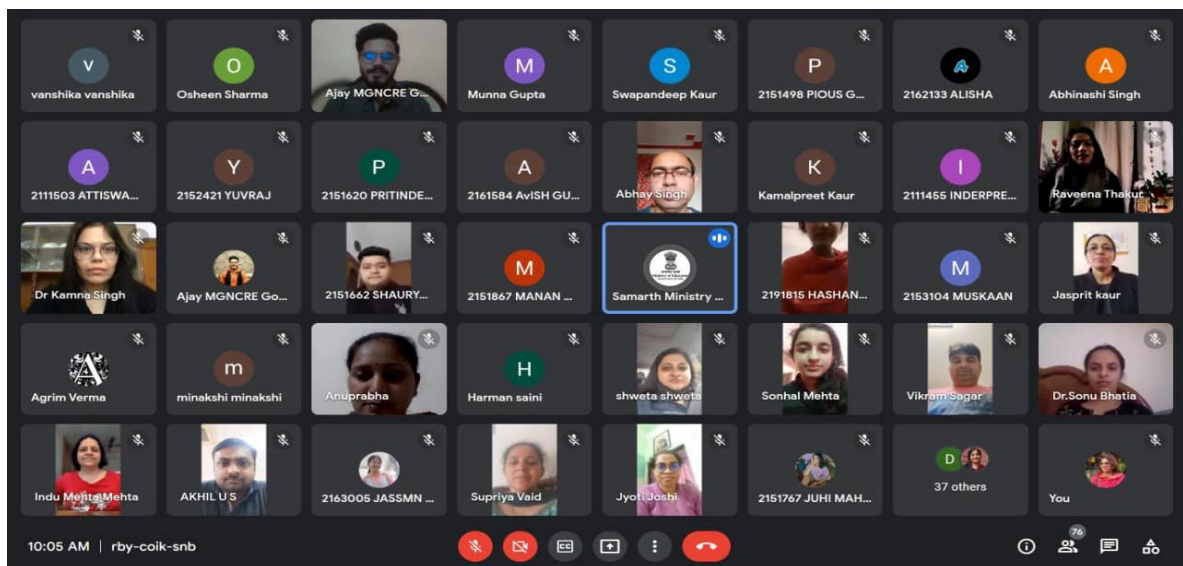 V
vanshika vanshika
O
Osheen Sharma
Ajay MGNCRE G...
M
Munna Gupta
S
Swapandeep Kaur
P
2151498 PIOUS G...
A
2162133 ALISHA
A
Abhinashi Singh
A
2111503 ATTISWA...
Y
2152421 YUVRAJ
P
2151620 PRITINDE...
A
2161584 AvISH GU...
Abhay Singh
K
Kamalpreet Kaur
I
2111455 INDERPRE...
Raveena Thakur
Dr Kamna Singh
Ajay MGNCRE Go...
2151662 SHAURY...
M
2151867 MANAN ...
Samarth Ministry ...
2191815 HASHAN...
M
2153104 MUSKAAN
Jasprit kaur
A
Agrim Verma
m
minakshi minakshi
Anuprabha
H
Harman saini
shweta shweta
Sonhal Mehta
Vikram Sagar
Dr.Sonu Bhatia
Indu Mehta Mehta
AKHIL U S
2163005 JASSMN ...
Supriya Vaid
Jyoti Joshi
2151767 JUHI MAH...
D
37 others
You
10:05 AM | rby-coik-snb
CC
76